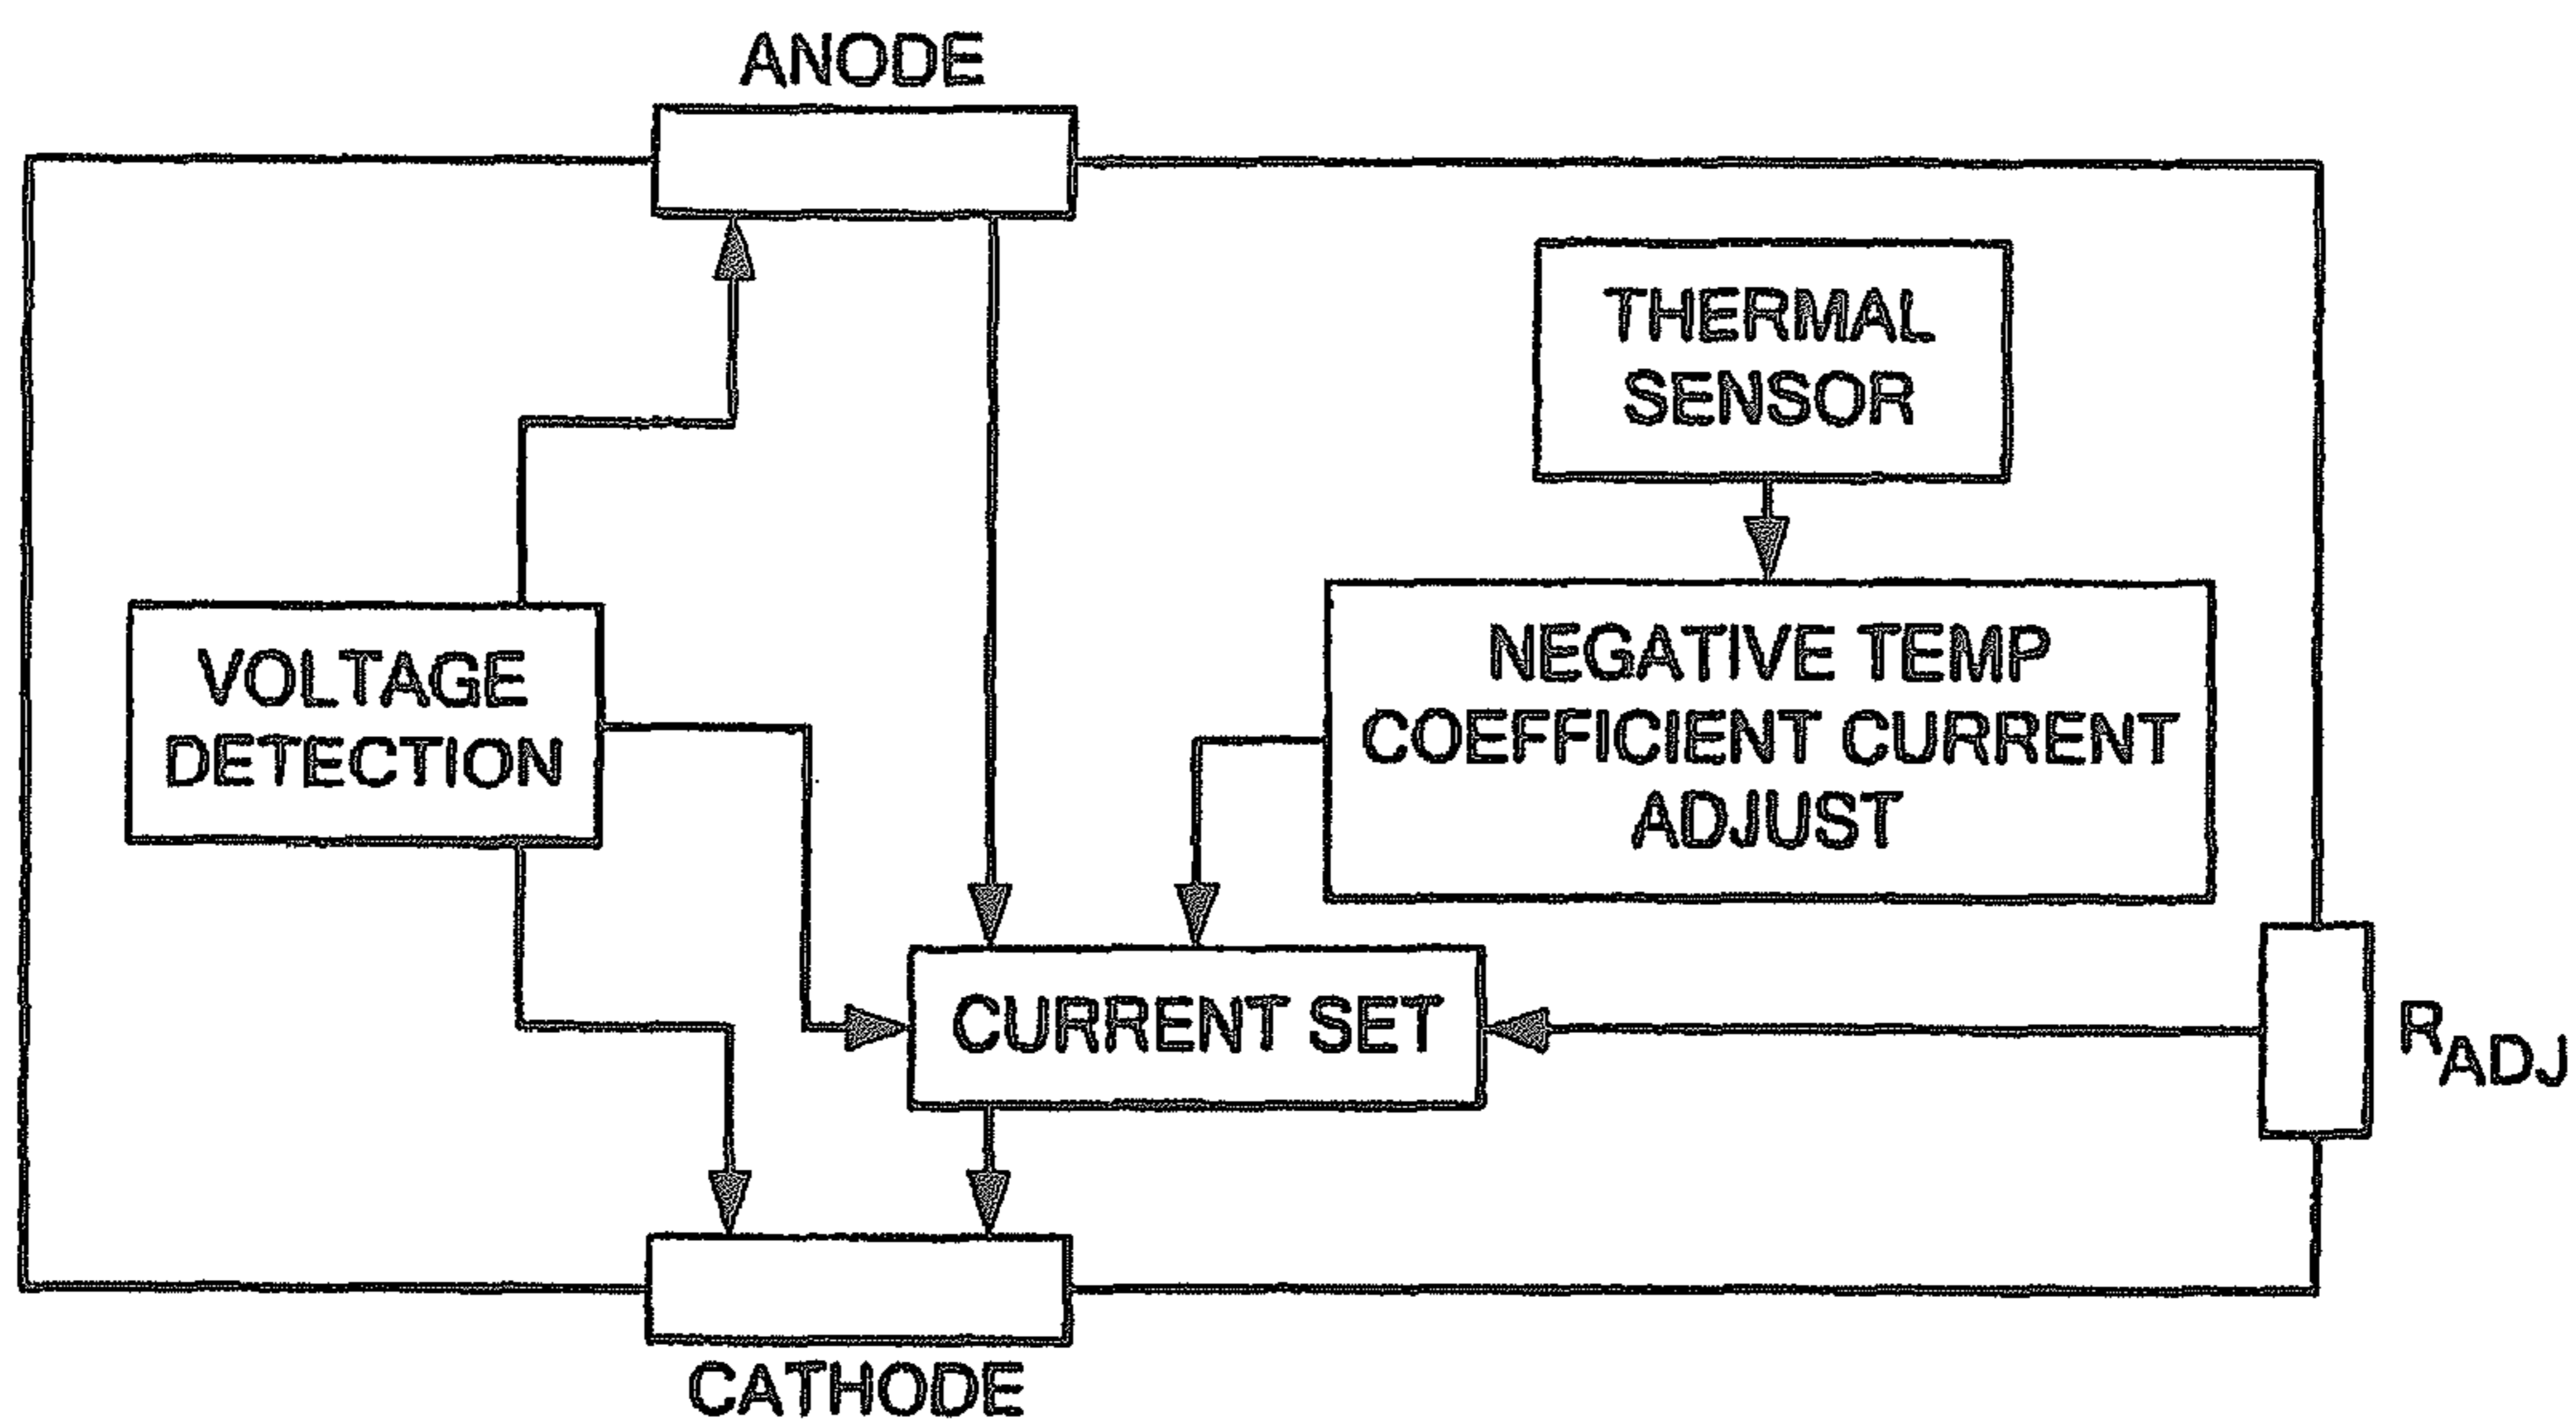 ANODE
THERMAL
SENSOR
VOLTAGE
DETECTION
NEGATIVE TEMP
COEFFICIENT CURRENT
ADJUST
CURRENT SET
RADJ
CATHODE